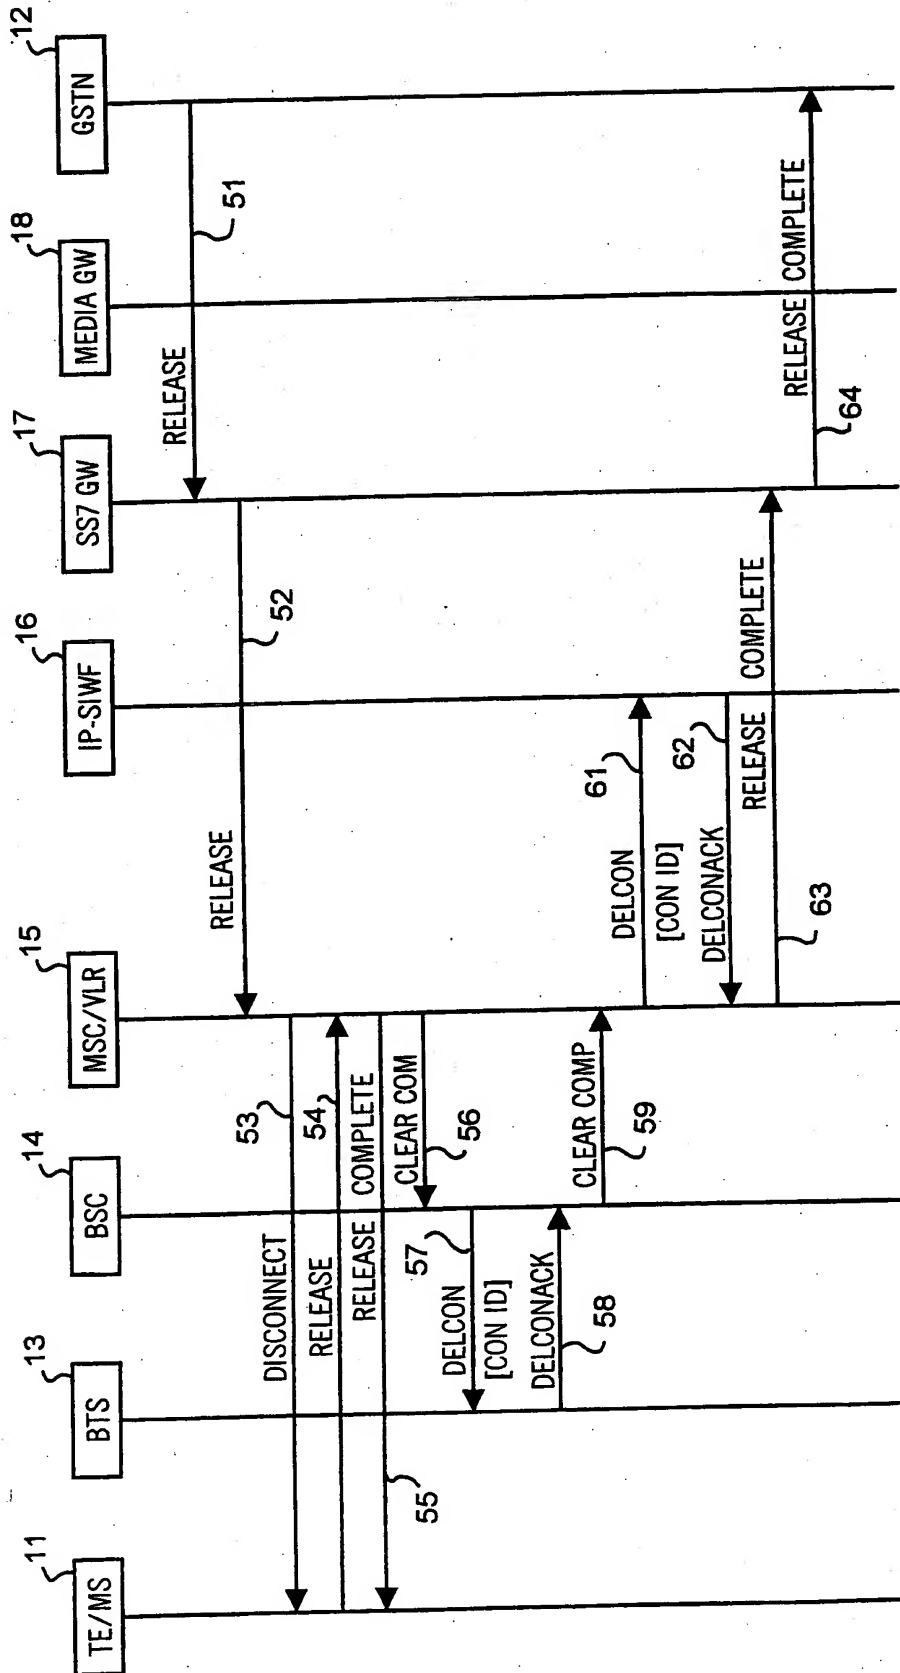 TE/MS
11
BTS
13
BSC
14
MSC/VLR
15
IP-SIWF
16
SS7 GW
17
MEDIA GW
18
GSTN
12
RELEASE
51
RELEASE
52
DISCONNECT
53
RELEASE
54
RELEASE COMPLETE
55
CLEAR COM
56
DELCON
[CON ID]
57
DELCONACK
58
CLEAR COMP
59
DELCON
[CON ID]
61
DELCONACK
62
RELEASE COMPLETE
63
RELEASE COMPLETE
64